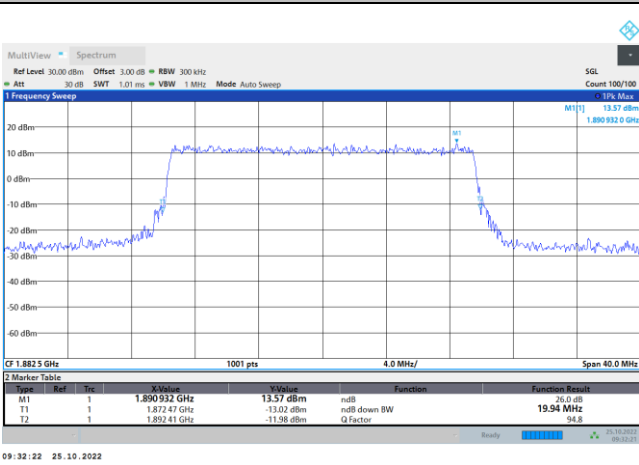 MultiView Spectrum
Ref Level 30.00 dBm Offset 3.00 dB RBW 300 kHz SGL
Att 30 dB SWT 1.01 ms VBW 1 MHz Mode Auto Sweep Count 100/100
1 Frequency Sweep 1Pk Max
M1[1] 13.57 dBm
1.890 932 0 GHz
20 dBm
M1
10 dBm
0 dBm
-10 dBm
-20 dBm
-30 dBm
-40 dBm
-50 dBm
-60 dBm
CF 1.882 5 GHz 1001 pts 4.0 MHz/ Span 40.0 MHz
2 Marker Table
Type Ref Trc X-Value Y-Value Function Function Result
M1 1 1.890 932 GHz 13.57 dBm ndB 26.0 dB
T1 1 1.872 47 GHz -13.02 dBm ndB down BW 19.94 MHz
T2 1 1.892 41 GHz -11.98 dBm Q Factor 94.8
Ready 25.10.2022
09:32:21
09:32:22 25.10.2022